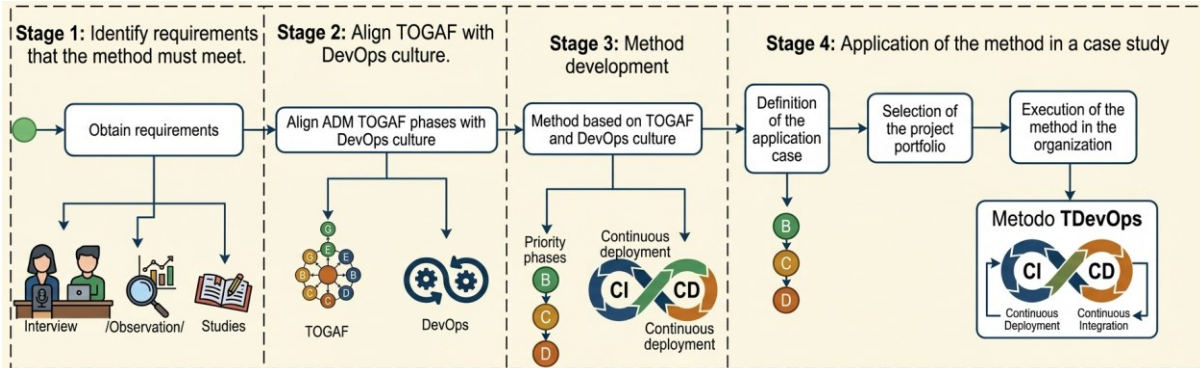 Stage 1: Identify requirements
that the method must meet.
Obtain requirements
Interview
/Observation/
Studies
Stage 2: Align TOGAF with
DevOps culture.
Align ADM TOGAF phases with
DevOps culture
G
G
E
E
B
B
C
C
D
TOGAF
DevOps
Stage 3: Method
development
Method based on TOGAF
and DevOps culture
Priority
phases
B
C
D
Continuous
deployment
CI
CD
Continuous
deployment
Stage 4: Application of the method in a case study
Definition
of the
application
case
B
C
D
Selection of
the project
portfolio
Execution of the
method in the
organization
Metodo TDevOps
CI
CD
Continuous
Deployment
Continuous
Integration